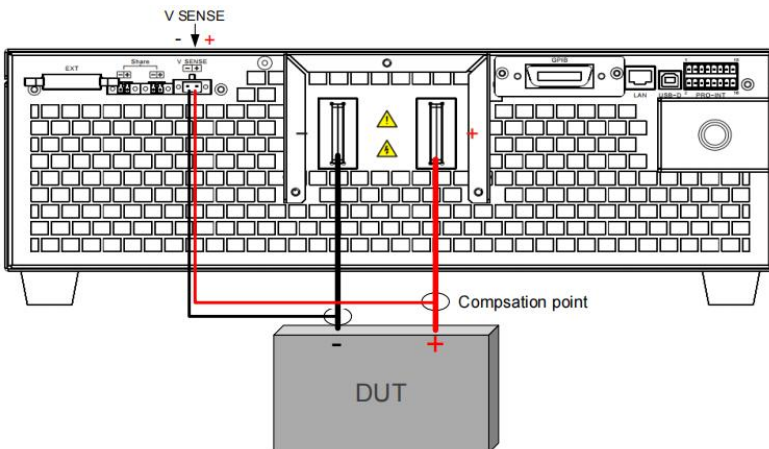 V SENSE
- +
EXT
Share
- +
- +
V SENSE
- +
GPIB
LAN
USB-D
PRO-INT
- +
Compsation point
- +
DUT